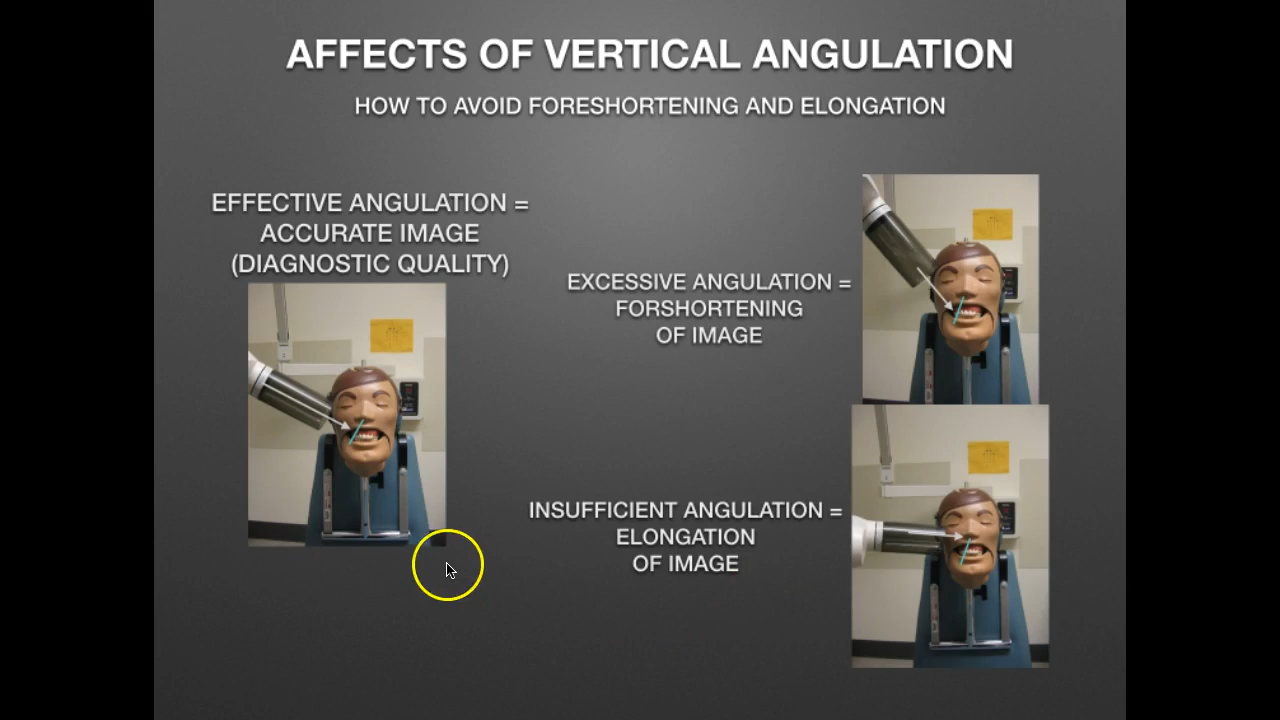 AFFECTS OF VERTICAL ANGULATION
HOW TO AVOID FORESHORTENING AND ELONGATION
EFFECTIVE ANGULATION =
ACCURATE IMAGE
(DIAGNOSTIC QUALITY)
EXCESSIVE ANGULATION =
FORSHORTENING
OF IMAGE
INSUFFICIENT ANGULATION =
ELONGATION
OF IMAGE